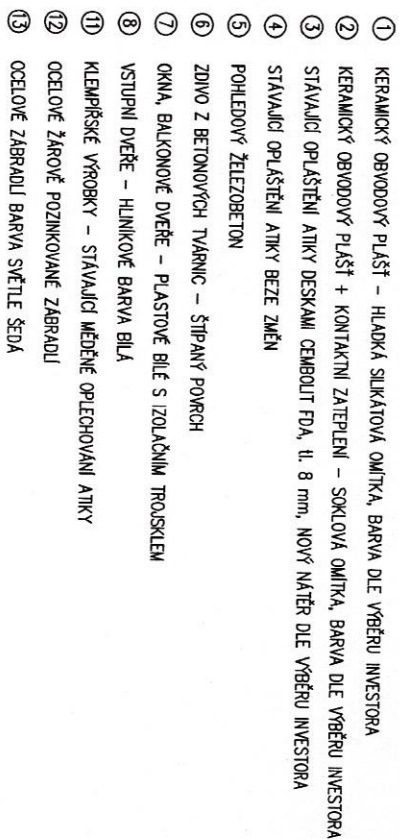 ① KERAMICKÝ OBVODOVÝ PLÁŠŤ – HLADKÁ SILIKÁTOVÁ OMÍTKA, BARVA DLE VÝBĚRU INVESTORA
② KERAMICKÝ OBVODOVÝ PLÁŠŤ + KONTAKTNÍ ZATEPLENÍ – SOKLOVÁ OMÍTKA, BARVA DLE VÝBĚRU INVESTORA
③ STÁVAJÍCÍ OPLÁŠTĚNÍ ATIKY DESKAMI CEMBOLIT FDA, tl. 8 mm, NOVÝ NÁTĚR DLE VÝBĚRU INVESTORA
④ STÁVAJÍCÍ OPLÁŠTĚNÍ ATIKY BEZE ZMĚN
⑤ POHLEDOVÝ ŽELEZOBETON
⑥ ZDIVO Z BETONOVÝCH TVÁRNIC – ŠTÍPANÝ POVRCH
⑦ OKNA, BALKONOVÉ DVEŘE – PLASTOVÉ BÍLÉ S IZOLAČNÍM TROJSKLEM
⑧ VSTUPNÍ DVEŘE – HLINÍKOVÉ BARVA BÍLÁ
⑪ KLEMPÍŘSKÉ VÝROBKY – STÁVAJÍCÍ MĚDĚNÉ OPLECHOVÁNÍ ATIKY
⑫ OCELOVÉ ŽÁROVĚ POZINKOVANÉ ZÁBRADLÍ
⑬ OCELOVÉ ZÁBRADLÍ BARVA SVĚTLE ŠEDÁ